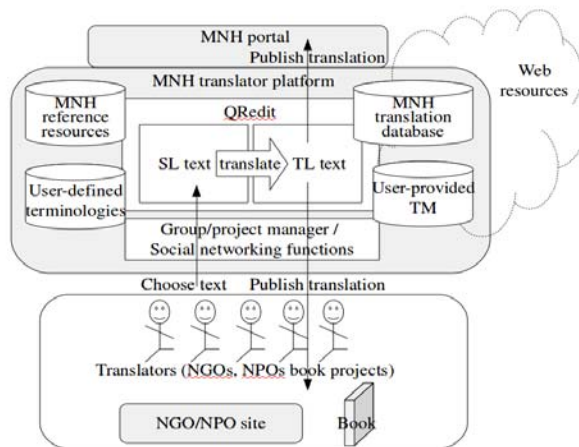 MNH portal
Publish translation
MNH translator platform
Web
resources
MNH
reference
resources
QRedit
MNH
translation
database
SL text
translate
TL text
User-defined
terminologies
User-provided
TM
Group/project manager /
Social networking functions
Choose text
Publish translation
Translators (NGOs, NPOs book projects)
NGO/NPO site
Book